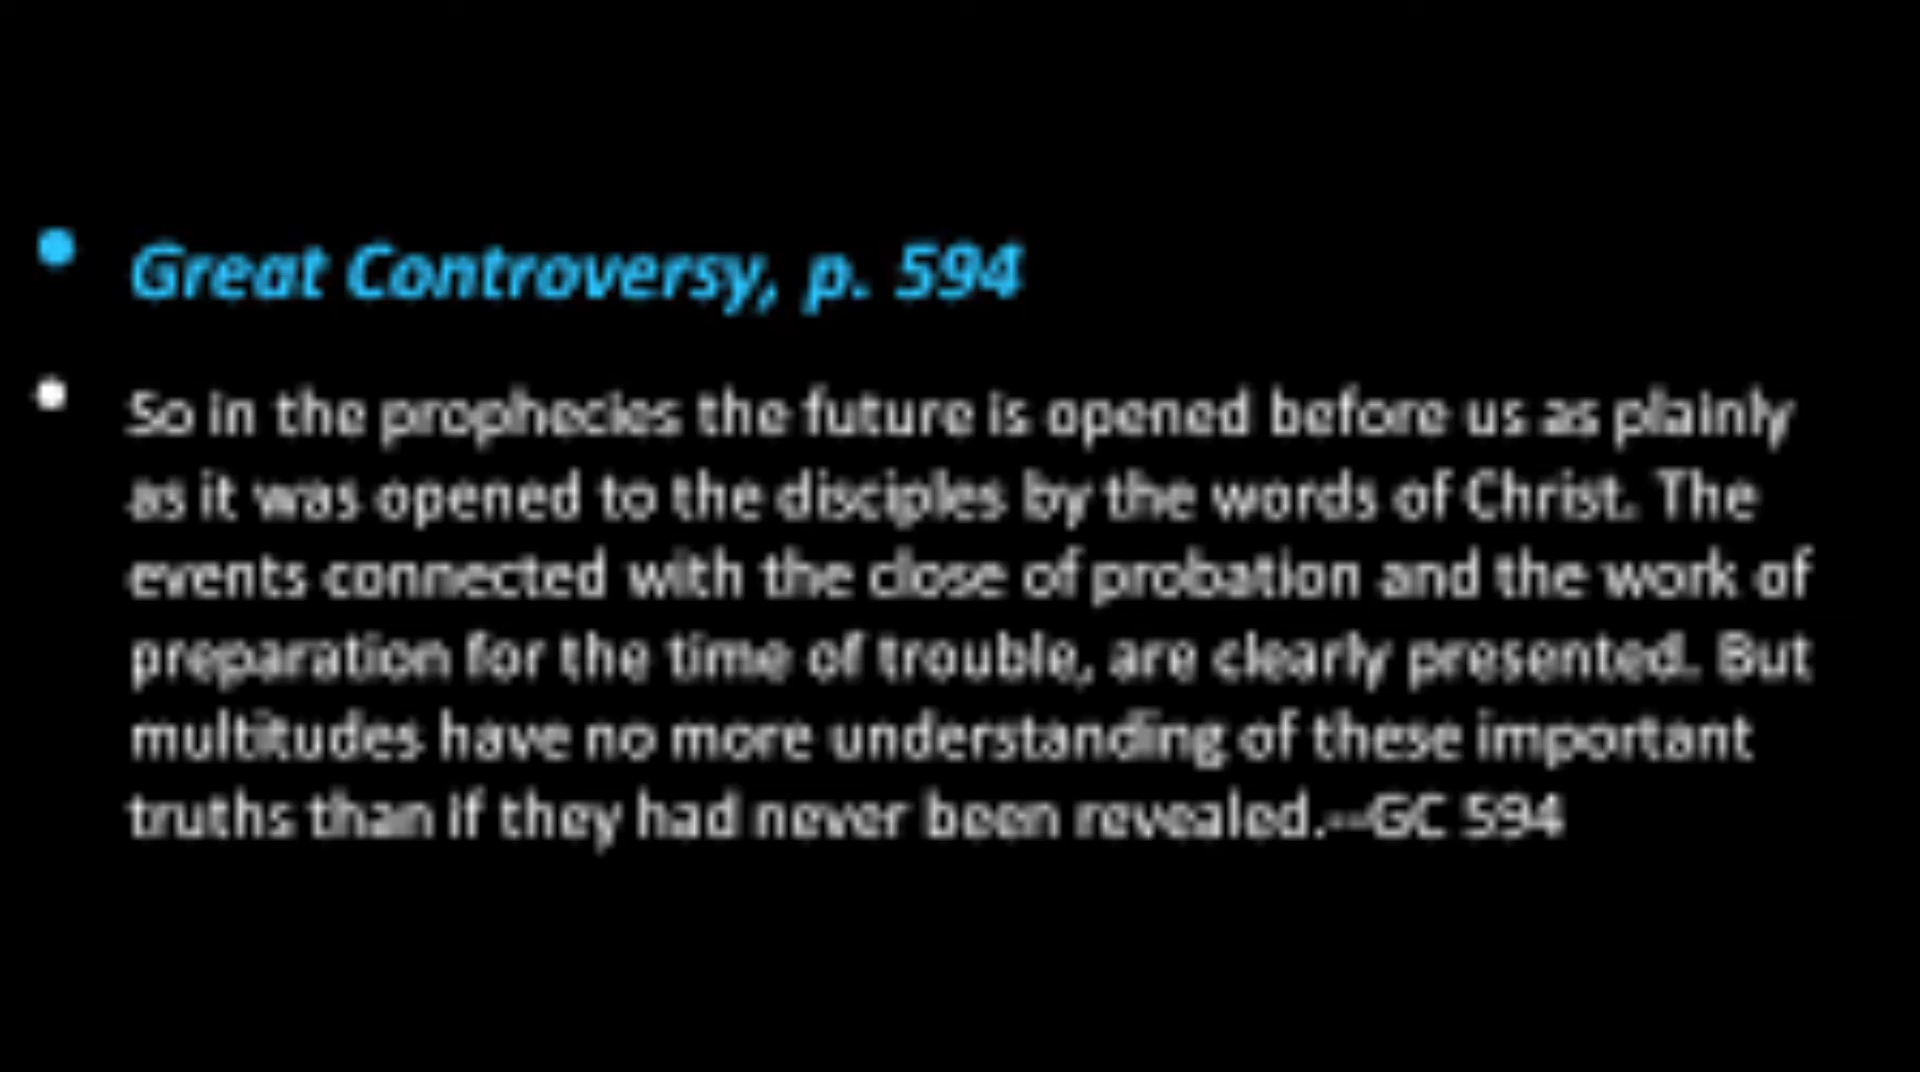 • Great Controversy, p. 594
• So in the prophecies the future is opened before us as plainly
as it was opened to the disciples by the words of Christ. The
events connected with the close of probation and the work of
preparation for the time of trouble, are clearly presented. But
multitudes have no more understanding of these important
truths than if they had never been revealed.--GC 594